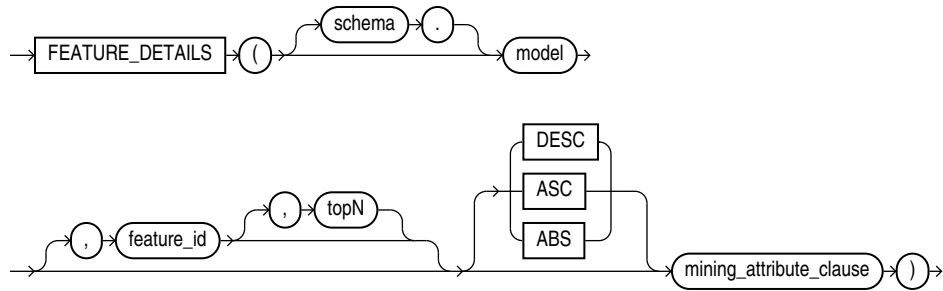 FEATURE_DETAILS ( schema . model
, feature_id , topN DESC ASC ABS mining_attribute_clause )